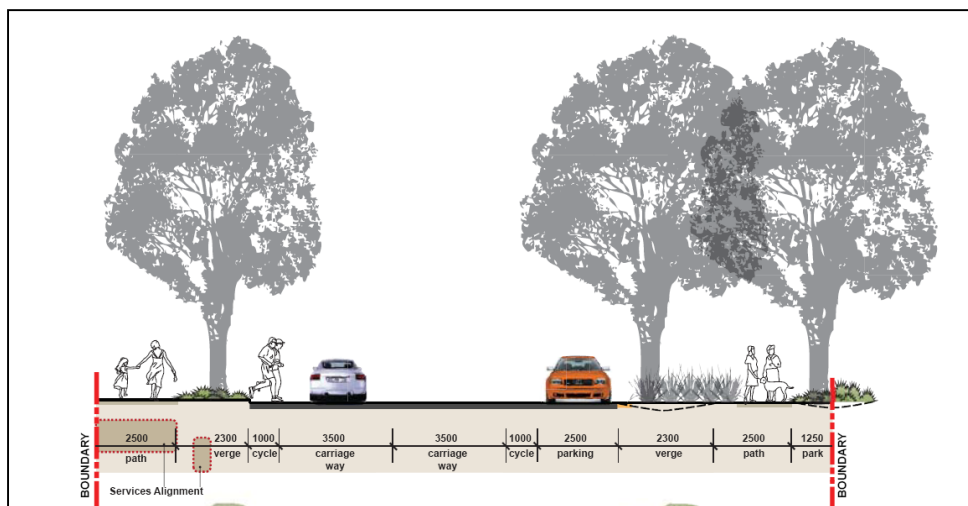 2500 2300 1000 3500 3500 1000 2500 2300 2500 1250
path verge cycle carriage way carriage way cycle parking verge path park
BOUNDARY
BOUNDARY
Services Alignment